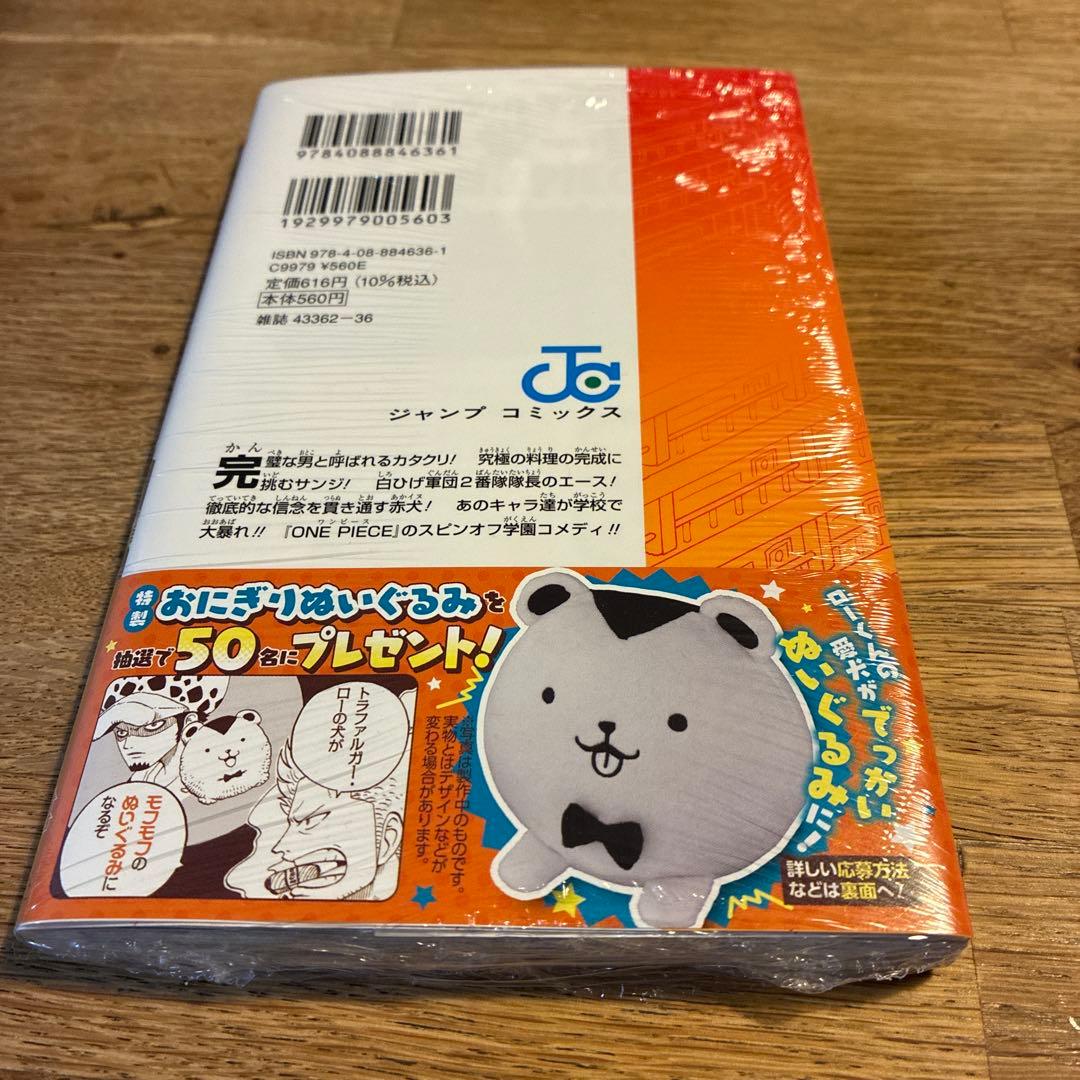 9784088846361
1929979005603
ISBN 978-4-08-884636-1
C9979 ¥560E
定価616円 (10%税込)
本体560円
雑誌 43362-36
JC
ジャンプ コミックス
完璧な男と呼ばれるカタクリ! 究極の料理の完成に
挑むサンジ! 白ひげ軍団2番隊隊長のエース!
徹底的な信念を貫き通す赤犬! あのキャラ達が学校で
大暴れ!! 『ONE PIECE』のスピンオフ学園コメディ!!
特製
おにぎりぬいぐるみを
抽選で50名にプレゼント!
ローくんの
愛犬が
でっかい
ぬいぐるみに!!
トラファルガー・
ローの犬が
モフモフの
ぬいぐるみに
なるぞ
※写真は製作中のものです。
実物とはデザインなどが
変わる場合があります。
詳しい応募方法
などは裏面へ!